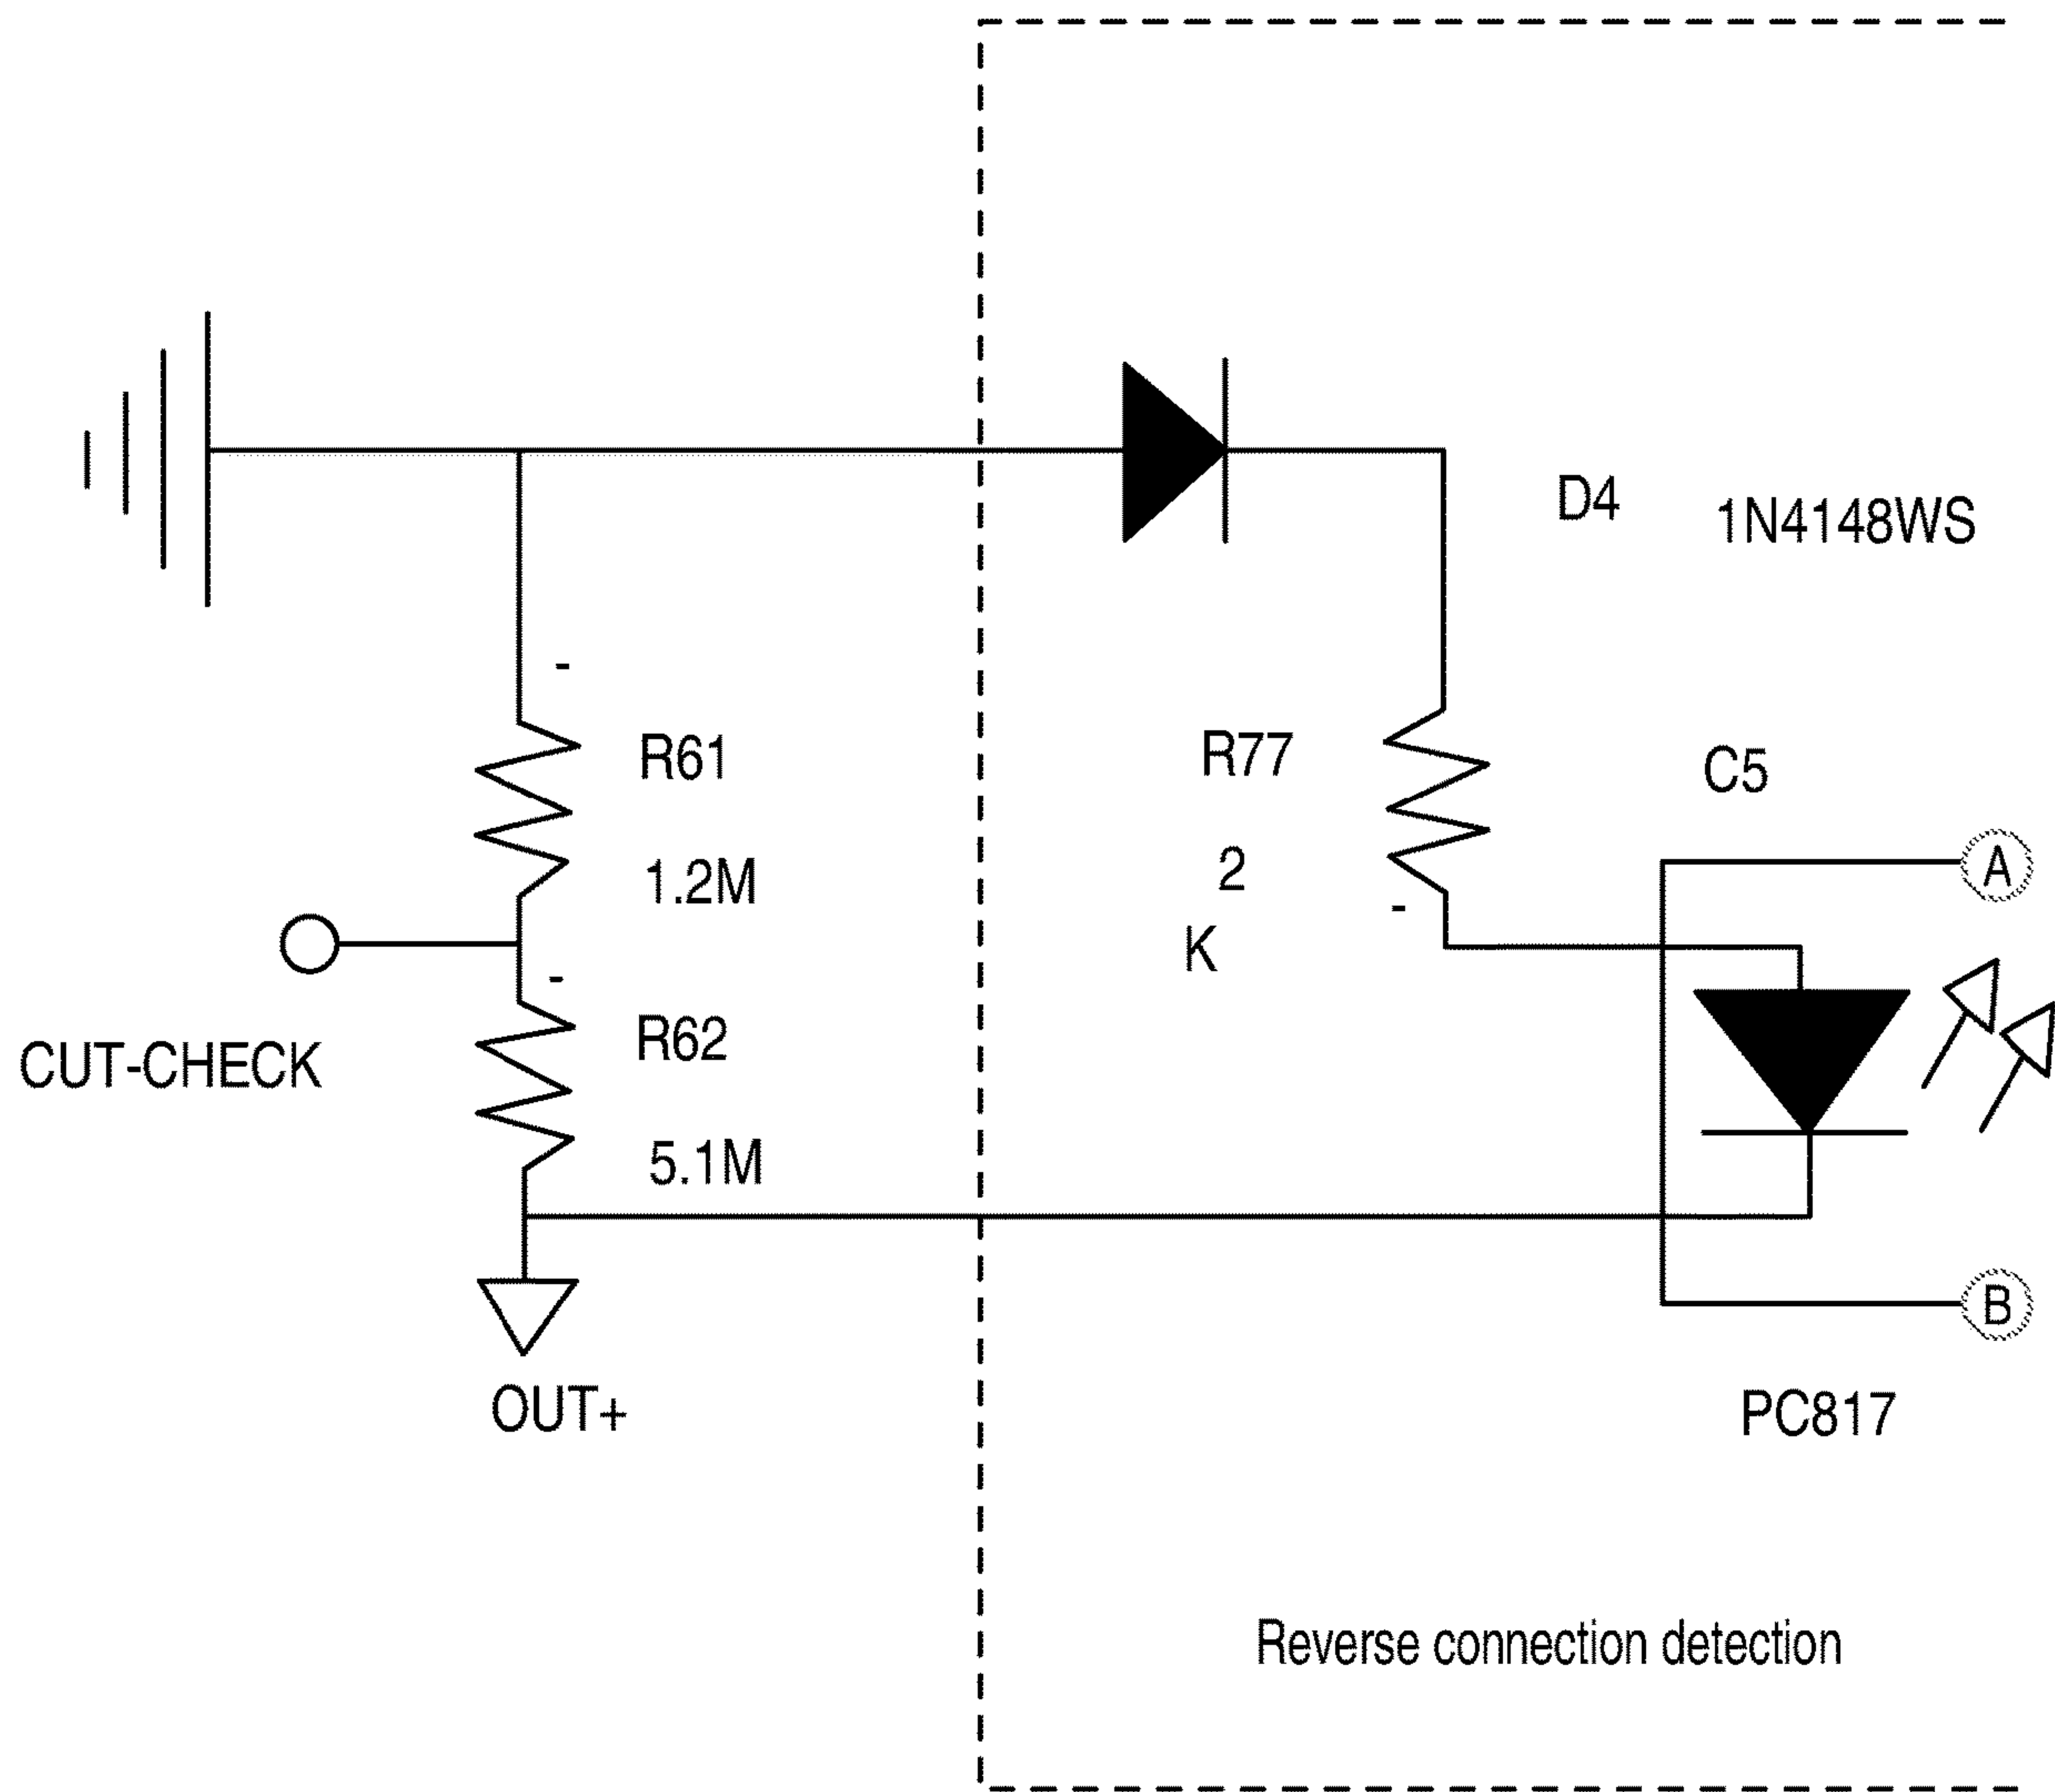 D4
1N4148WS
-
R61
1.2M
R77
2
K
-
C5
A
CUT-CHECK
-
R62
5.1M
B
OUT+
PC817
Reverse connection detection